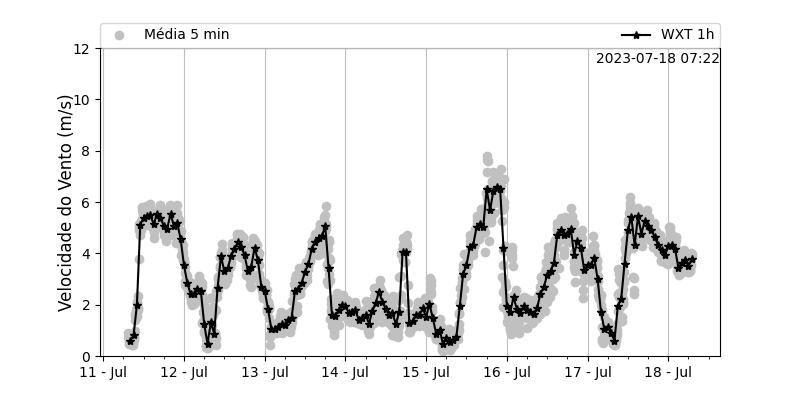 Média 5 min
WXT 1h
2023-07-18 07:22
Velocidade do Vento (m/s)
12
10
8
6
4
2
0
11 - Jul 12 - Jul 13 - Jul 14 - Jul 15 - Jul 16 - Jul 17 - Jul 18 - Jul